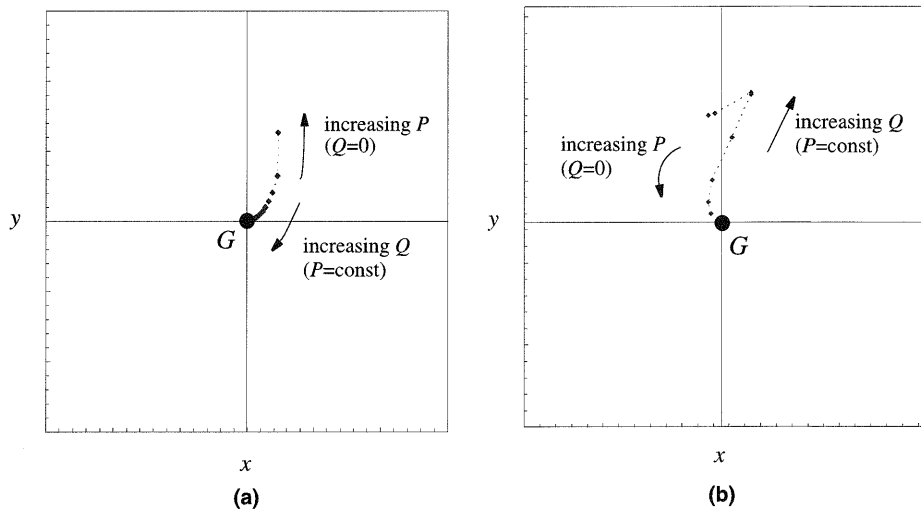 increasing P
(Q=0)
y
G
increasing Q
(P=const)
x
(a)
increasing Q
(P=const)
increasing P
(Q=0)
y
G
x
(b)